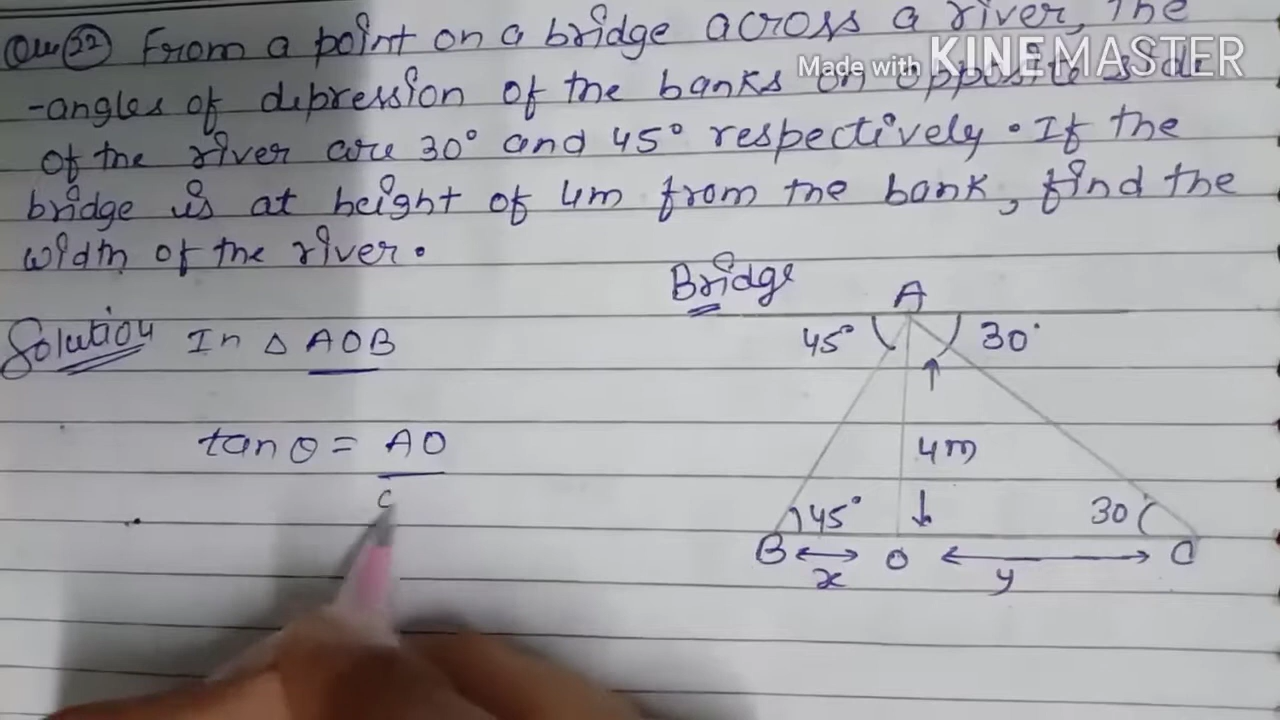 Que 22 From a point on a bridge across a river, the
Made with KINEMASTER
-angles of depression of the banks on opposite side
of the river are 30° and 45° respectively. If the
bridge is at height of 4m from the bank, find the
width of the river.
Bridge
A
Solution In △ AOB
45° 30°
tan θ = AO
4m
45° 30
B O C
x y